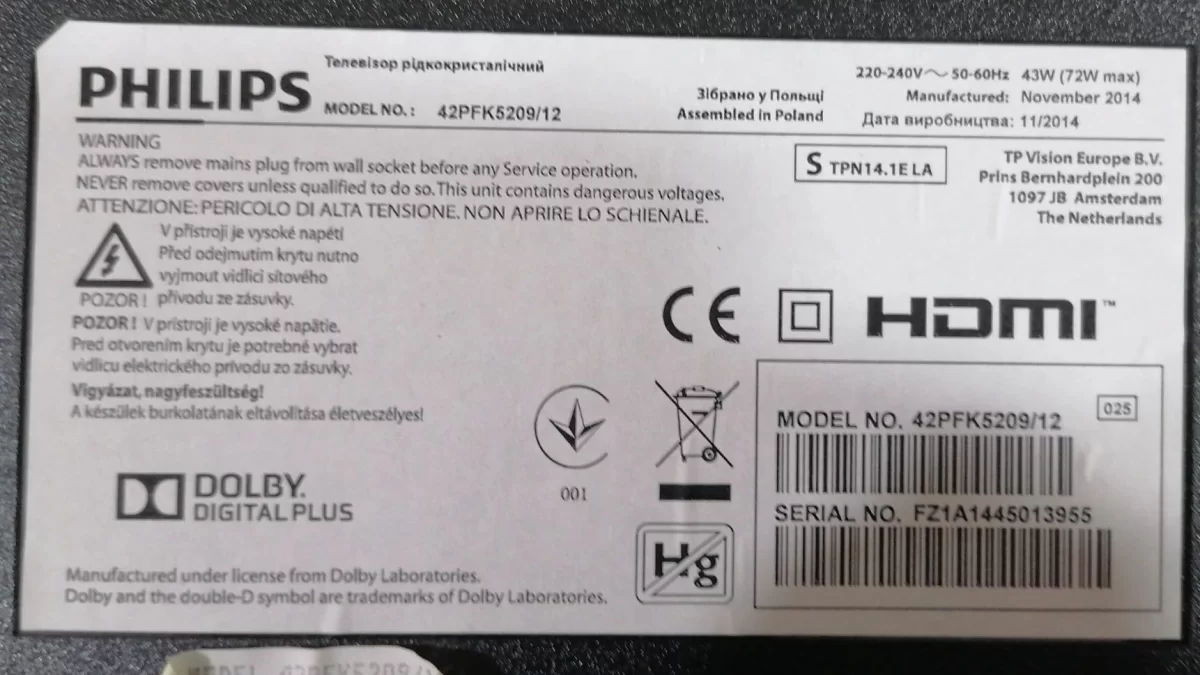 PHILIPS
Телевізор рідкокристалічний
MODEL NO.: 42PFK5209/12
Зібрано у Польщі
Assembled in Poland
220-240V～ 50-60Hz 43W (72W max)
Manufactured: November 2014
Дата виробництва: 11/2014
WARNING
ALWAYS remove mains plug from wall socket before any Service operation.
NEVER remove covers unless qualified to do so. This unit contains dangerous voltages.
ATTENZIONE: PERICOLO DI ALTA TENSIONE. NON APRIRE LO SCHIENALE.
S TPN14.1E LA
TP Vision Europe B.V.
Prins Bernhardplein 200
1097 JB Amsterdam
The Netherlands
V přístroji je vysoké napětí
Před odejmutím krytu nutno
vyjmout vidlici síťového
POZOR ! přívodu ze zásuvky.
POZOR ! V prístroji je vysoké napätie.
Pred otvorením krytu je potrebné vybrat
vidlicu elektrického prívodu zo zásuvky.
Vigyázat, nagyfeszültség!
A készülek burkolatának eltávolítása életveszélyes!
CE
HDMI™
001
Hg
DOLBY.
DIGITAL PLUS
Manufactured under license from Dolby Laboratories.
Dolby and the double-D symbol are trademarks of Dolby Laboratories.
025
MODEL NO. 42PFK5209/12
SERIAL NO. FZ1A1445013955
MODEL 42PFK5209/1